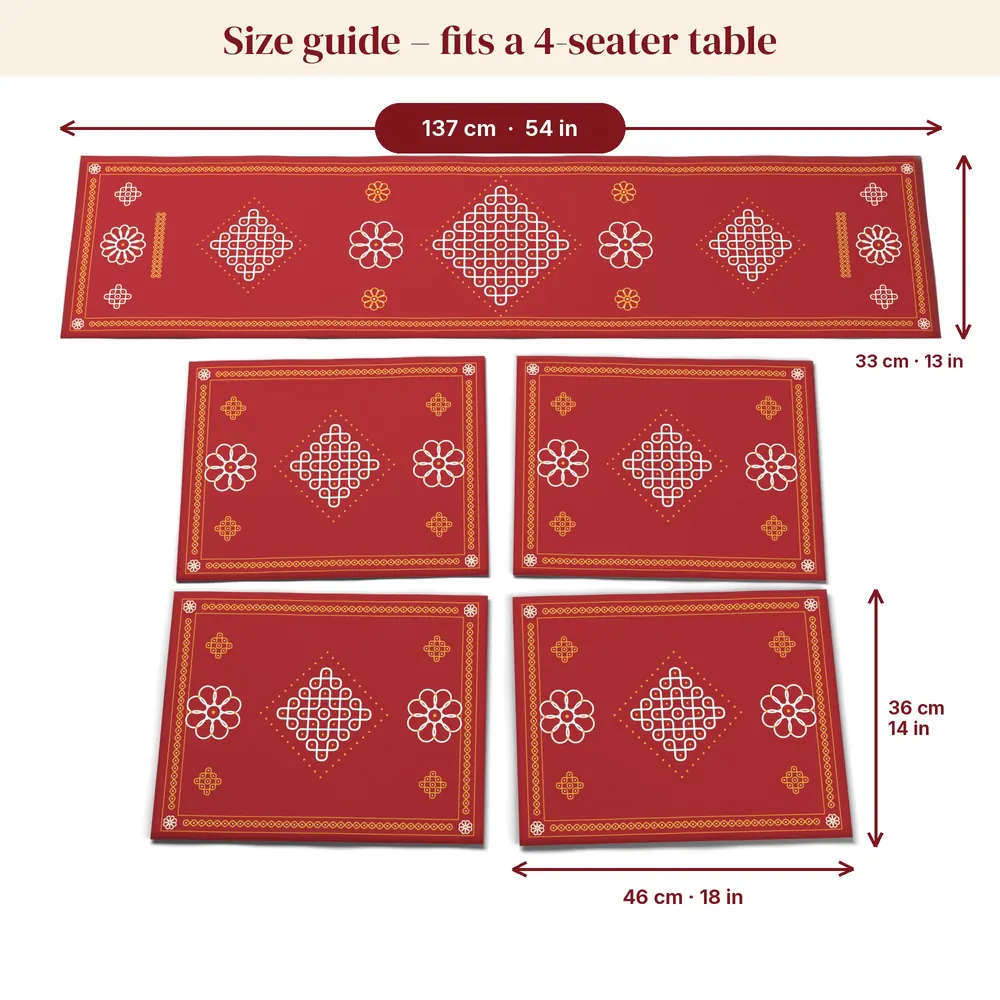 Size guide – fits a 4-seater table
137 cm · 54 in
33 cm · 13 in
36 cm
14 in
46 cm · 18 in